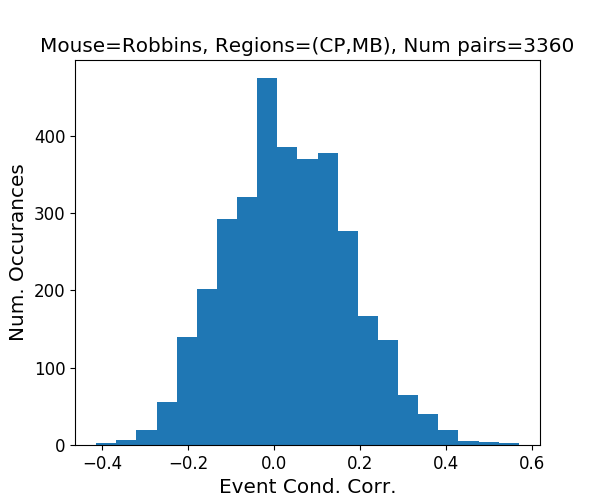 Mouse=Robbins, Regions=(CP,MB), Num pairs=3360
Num. Occurances
400
300
200
100
0
−0.4 −0.2 0.0 0.2 0.4 0.6
Event Cond. Corr.